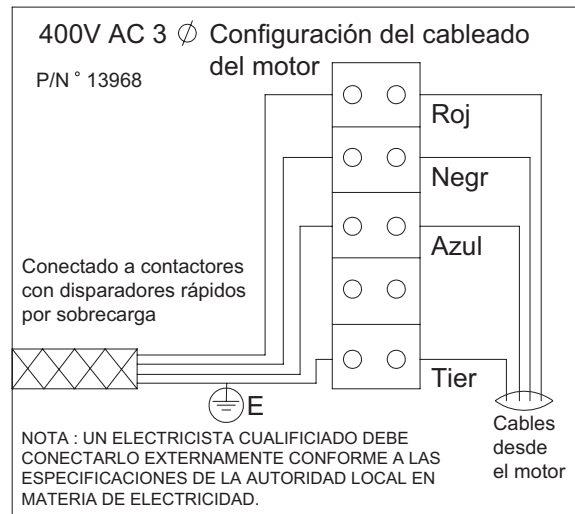 400V AC 3 ∅ Configuración del cableado
del motor
P/N ° 13968
Roj
Negr
Azul
Conectado a contactores
con disparadores rápidos
por sobrecarga
Tier
E
Cables
desde
el motor
NOTA : UN ELECTRICISTA CUALIFICADO DEBE
CONECTARLO EXTERNAMENTE CONFORME A LAS
ESPECIFICACIONES DE LA AUTORIDAD LOCAL EN
MATERIA DE ELECTRICIDAD.